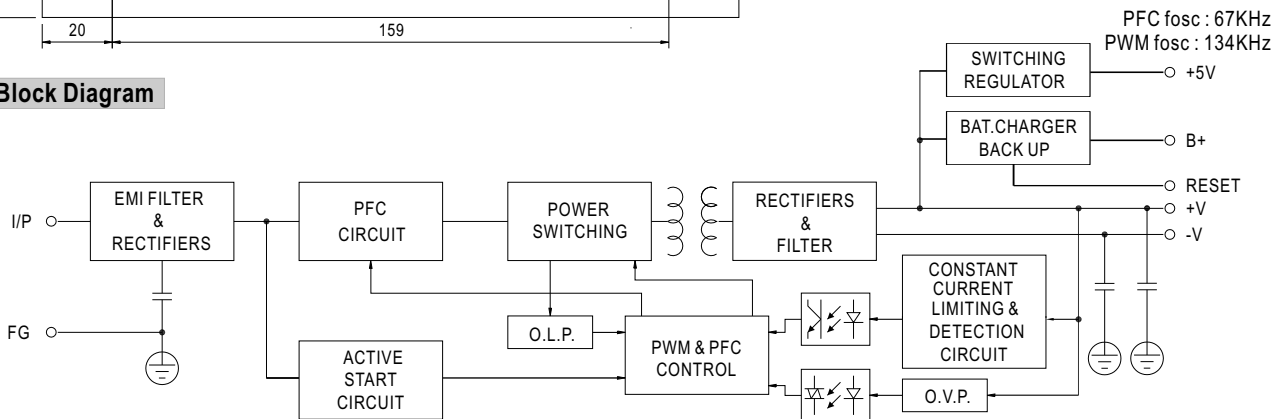 20
159
PFC fosc : 67KHz
PWM fosc : 134KHz
Block Diagram
SWITCHING
REGULATOR
+5V
BAT.CHARGER
BACK UP
B+
RESET
I/P
EMI FILTER
&
RECTIFIERS
PFC
CIRCUIT
POWER
SWITCHING
RECTIFIERS
&
FILTER
+V
-V
FG
O.L.P.
PWM & PFC
CONTROL
CONSTANT
CURRENT
LIMITING &
DETECTION
CIRCUIT
ACTIVE
START
CIRCUIT
O.V.P.